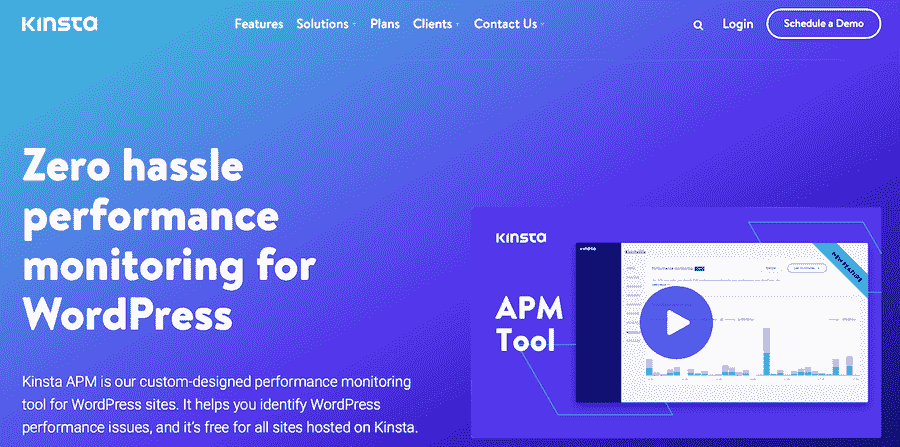 Kinsta
Features Solutions Plans Clients Contact Us Login Schedule a Demo
Zero hassle
performance
monitoring for
WordPress
Kinsta APM is our custom-designed performance monitoring
tool for WordPress sites. It helps you identify WordPress
performance issues, and it's free for all sites hosted on Kinsta.
Kinsta
APM
Tool
Kinsta
NEW FEATURE